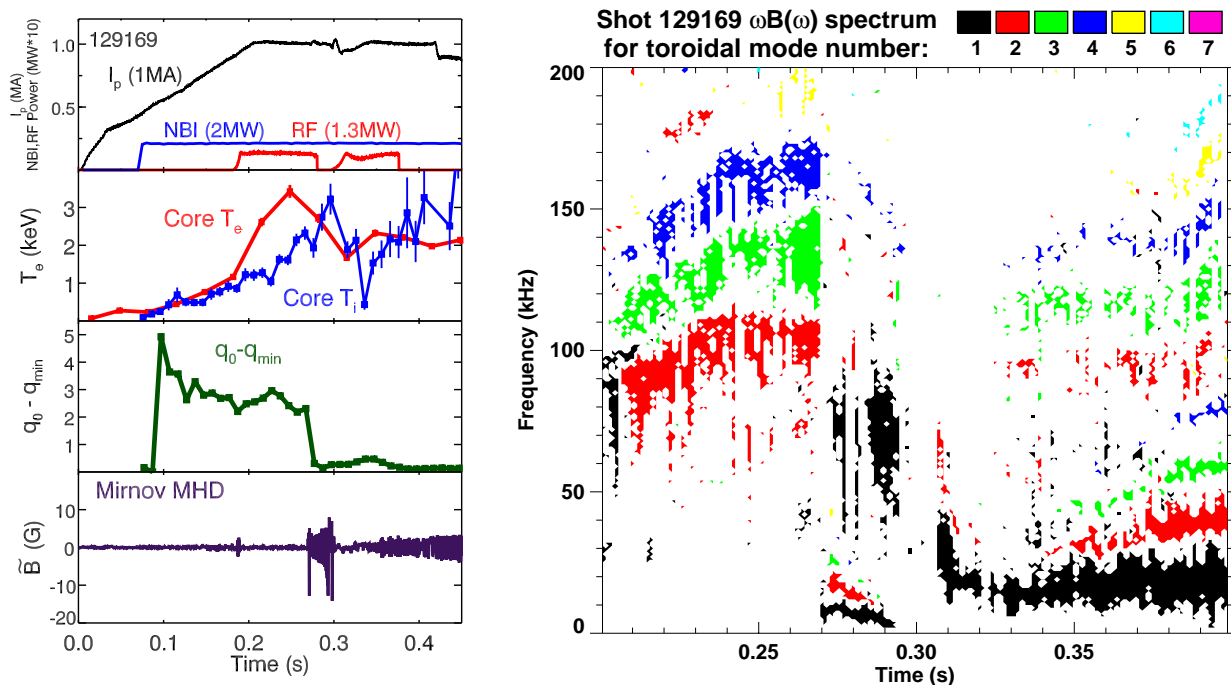 129169
I_p (1MA)
NBI (2MW)
RF (1.3MW)
I_p (MA)
NBI,RF Power (MW*10)
1.0
0.5
Core T_e
Core T_i
T_e (keV)
3
2
1
q_0-q_min
q_0 - q_min
5
4
3
2
1
Mirnov MHD
B̃ (G)
10
0
-10
-20
0.0 0.1 0.2 0.3 0.4
Time (s)
Shot 129169 ωB(ω) spectrum
for toroidal mode number:
1 2 3 4 5 6 7
Frequency (kHz)
200
150
100
50
0
0.25 0.30 0.35
Time (s)